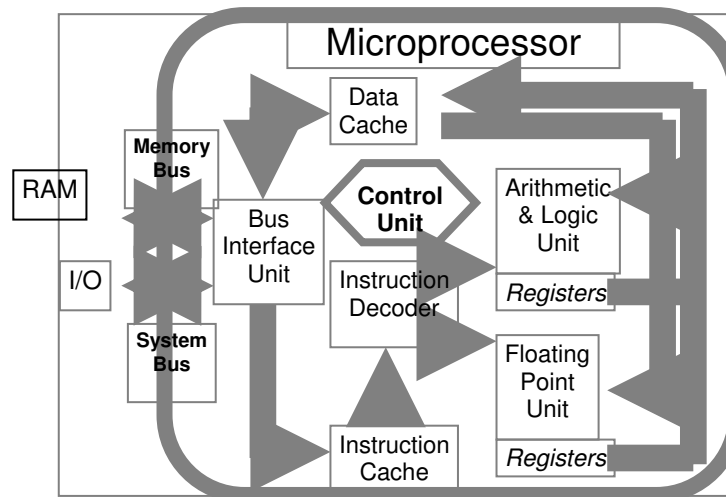 Microprocessor
Data
Cache
Memory
Bus
RAM
Control
Unit
Arithmetic
& Logic
Unit
Registers
Bus
Interface
Unit
I/O
Instruction
Decoder
System
Bus
Floating
Point
Unit
Registers
Instruction
Cache